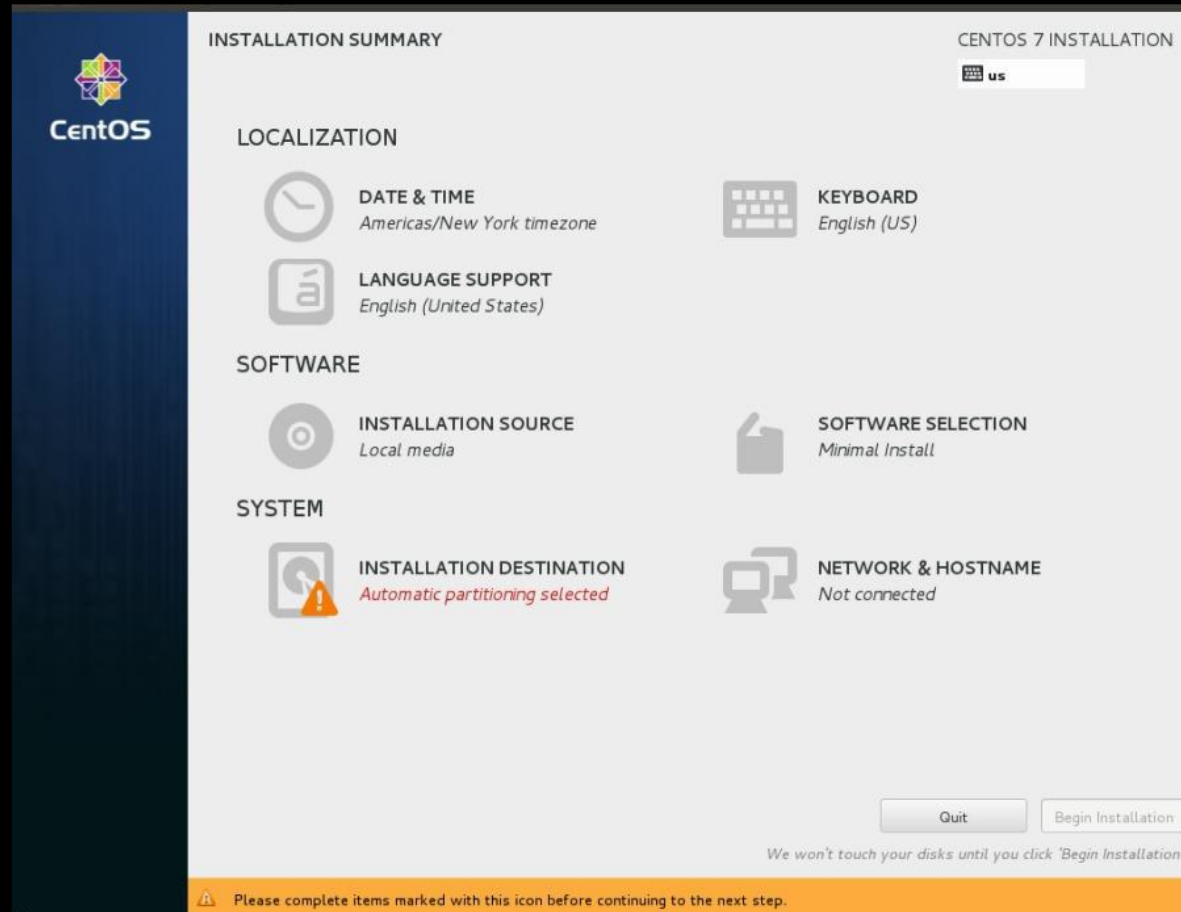 INSTALLATION SUMMARY
CENTOS 7 INSTALLATION
us
CentOS
LOCALIZATION
DATE & TIME
Americas/New York timezone
KEYBOARD
English (US)
á
LANGUAGE SUPPORT
English (United States)
SOFTWARE
INSTALLATION SOURCE
Local media
SOFTWARE SELECTION
Minimal Install
SYSTEM
INSTALLATION DESTINATION
Automatic partitioning selected
NETWORK & HOSTNAME
Not connected
Quit
Begin Installation
We won't touch your disks until you click 'Begin Installation
Please complete items marked with this icon before continuing to the next step.